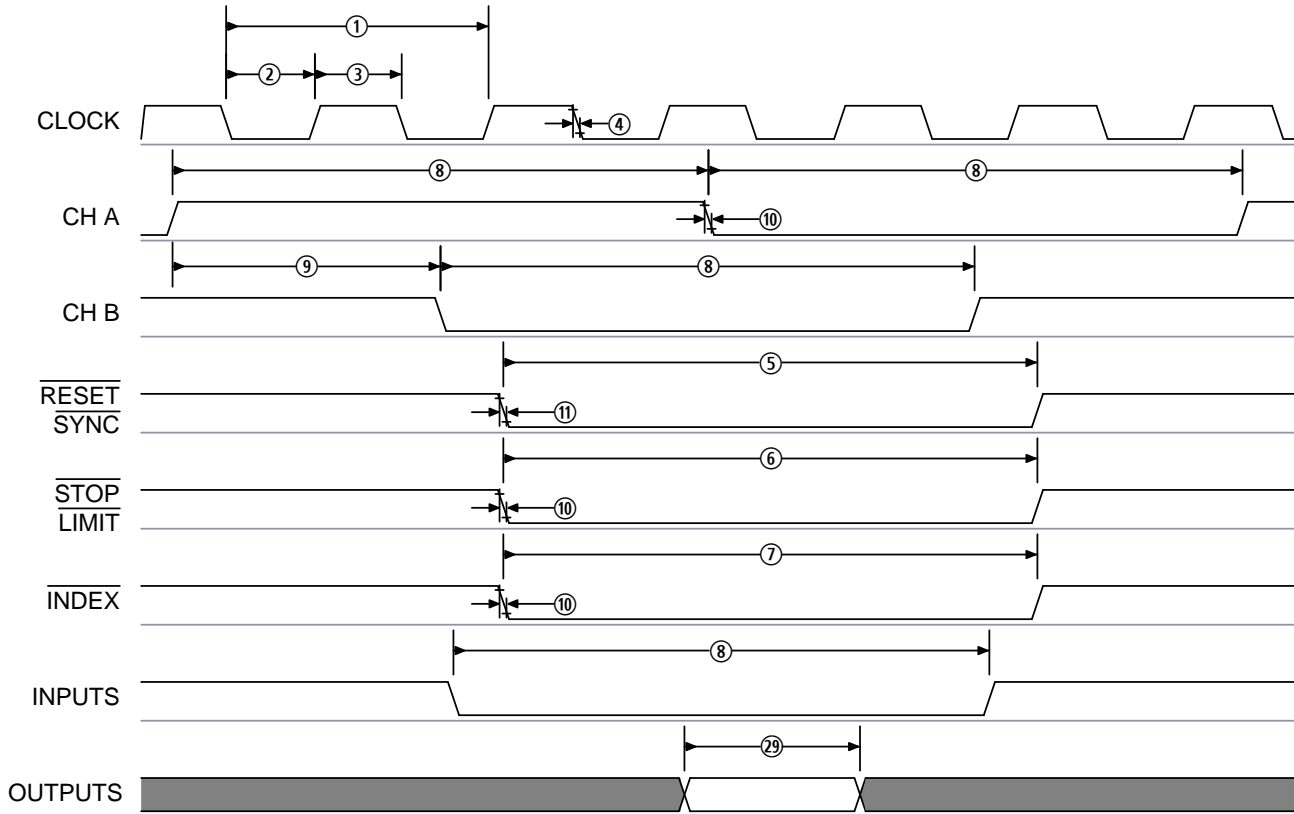 ①
② ③
CLOCK ④
⑧ ⑧
CH A ⑩
⑨ ⑧
CH B
⑤
RESET
SYNC ⑪
⑥
STOP
LIMIT ⑩
⑦
INDEX ⑩
⑧
INPUTS
㉙
OUTPUTS